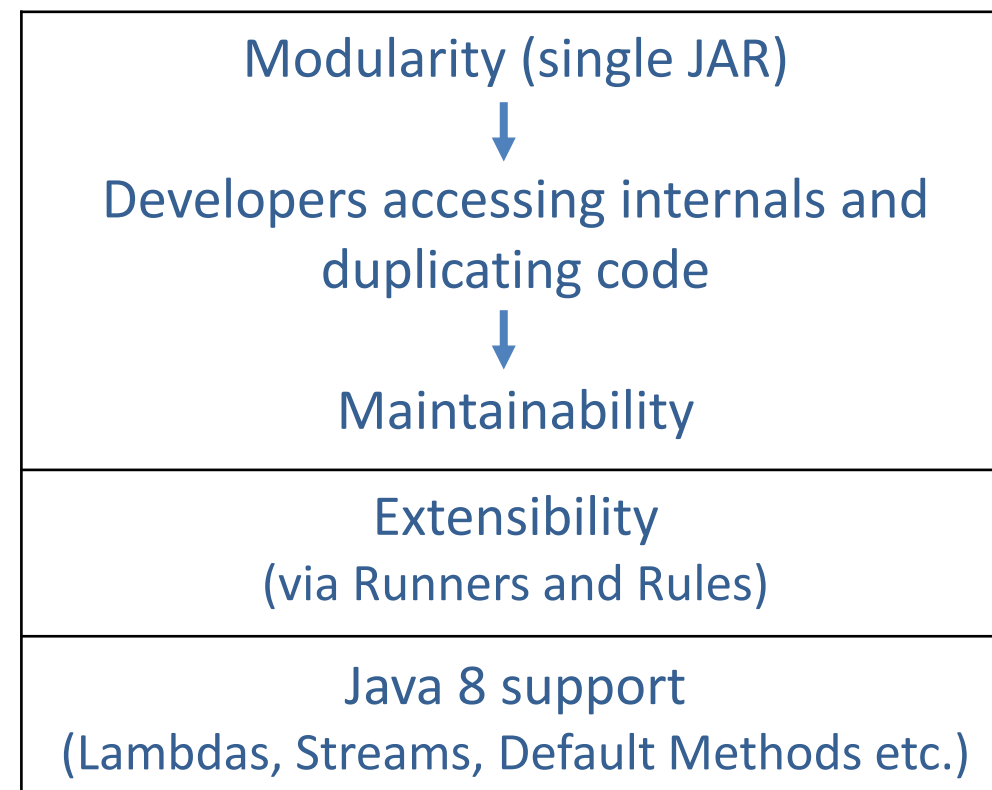 Modularity (single JAR)
Developers accessing internals and
duplicating code
Maintainability
Extensibility
(via Runners and Rules)
Java 8 support
(Lambdas, Streams, Default Methods etc.)